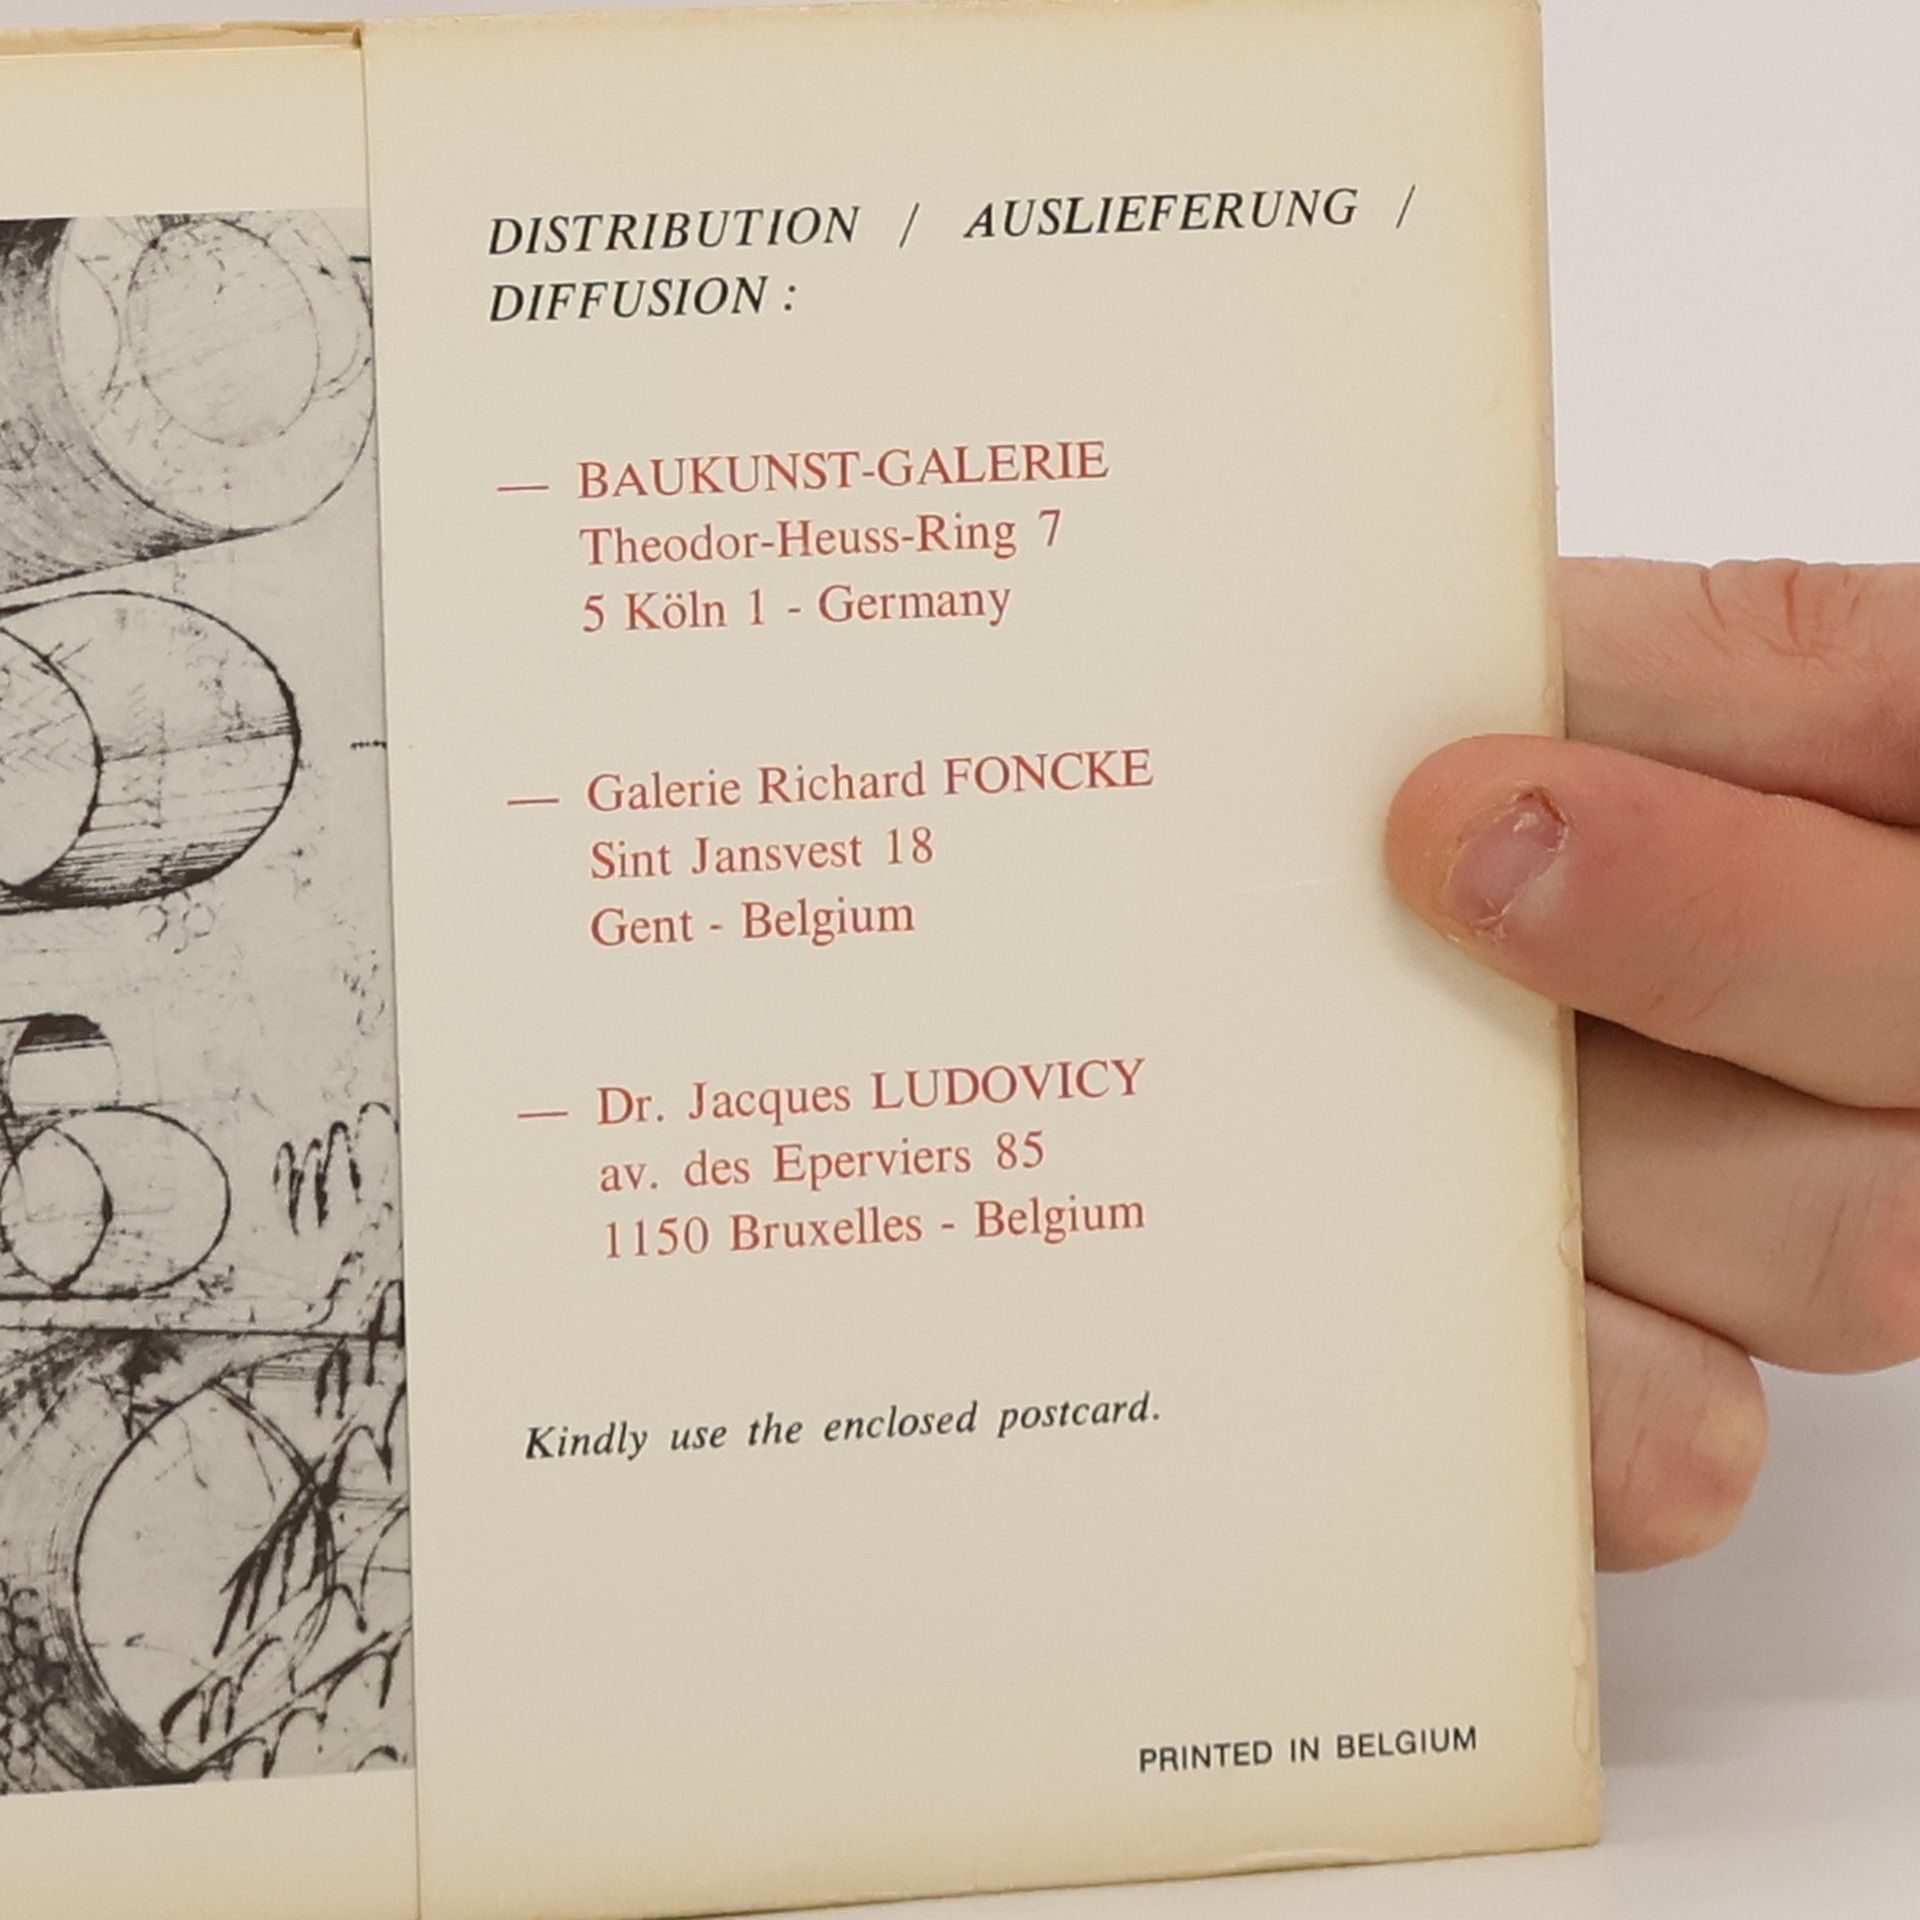 DISTRIBUTION / AUSLIEFERUNG /
DIFFUSION :
— BAUKUNST-GALERIE
Theodor-Heuss-Ring 7
5 Köln 1 - Germany
— Galerie Richard FONCKE
Sint Jansvest 18
Gent - Belgium
— Dr. Jacques LUDOVICY
av. des Eperviers 85
1150 Bruxelles - Belgium
Kindly use the enclosed postcard.
PRINTED IN BELGIUM